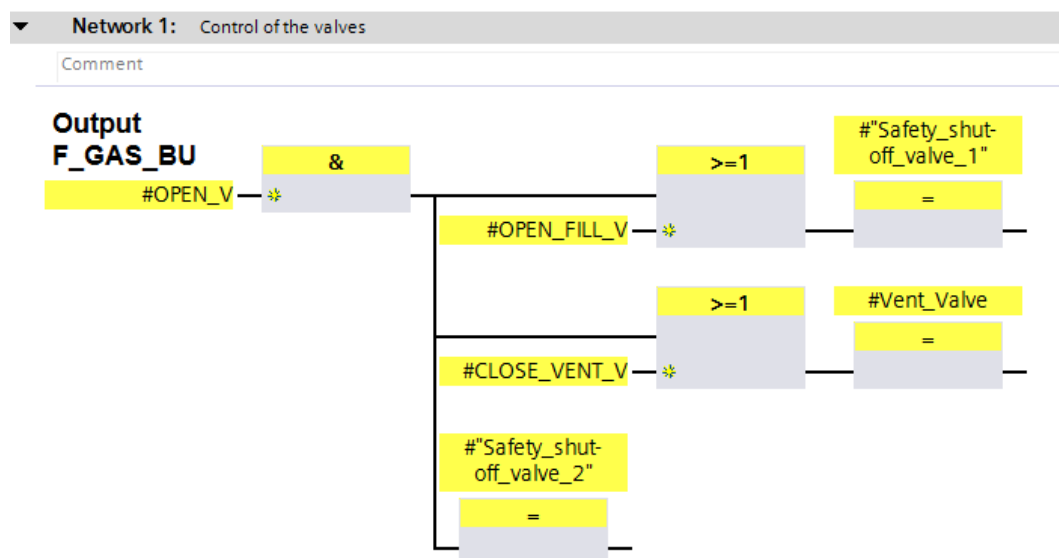 Network 1: Control of the valves
Comment
Output
F_GAS_BU
&
#OPEN_V
>=1
#OPEN_FILL_V
#"Safety_shut-
off_valve_1"
=
>=1
#CLOSE_VENT_V
#Vent_Valve
=
#"Safety_shut-
off_valve_2"
=